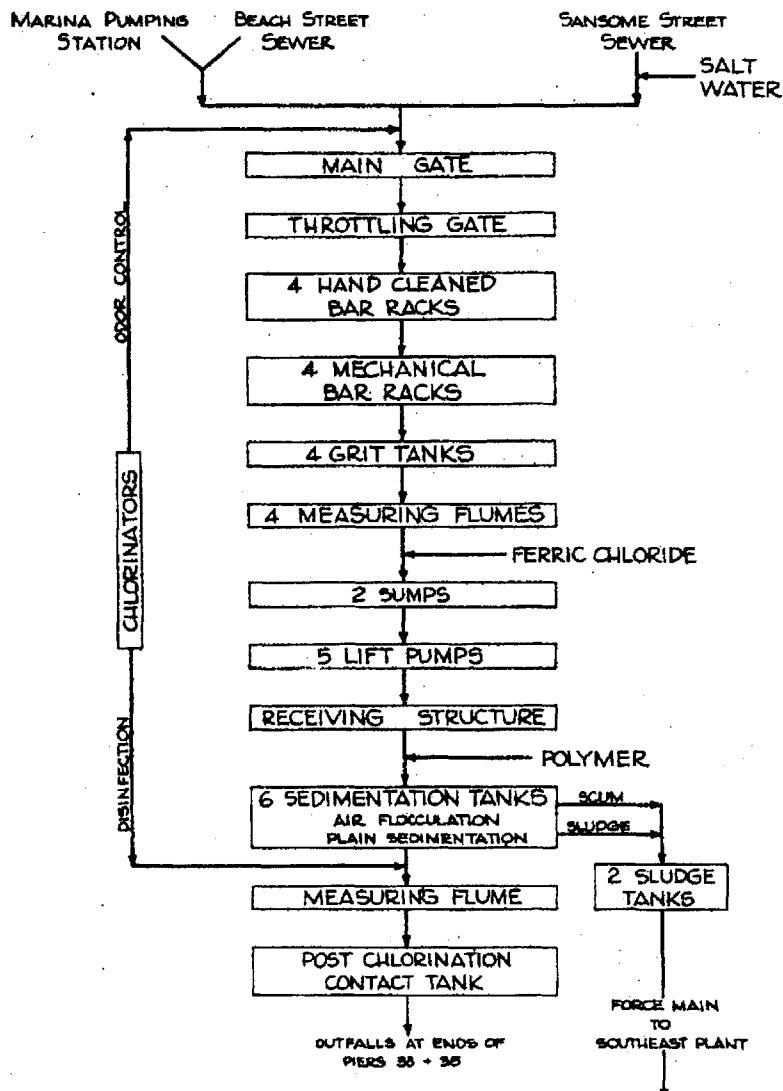 MARINA PUMPING
STATION
BEACH STREET
SEWER
SANSOME STREET
SEWER
SALT
WATER
MAIN GATE
THROTTLING GATE
4 HAND CLEANED
BAR RACKS
4 MECHANICAL
BAR RACKS
4 GRIT TANKS
4 MEASURING FLUMES
FERRIC CHLORIDE
2 SUMPS
5 LIFT PUMPS
RECEIVING STRUCTURE
POLYMER
6 SEDIMENTATION TANKS
AIR FLOCCULATION
PLAIN SEDIMENTATION
SCUM
SLUDGE
2 SLUDGE
TANKS
MEASURING FLUME
POST CHLORINATION
CONTACT TANK
OUTFALLS AT ENDS OF
PIERS 33 + 35
FORCE MAIN
TO
SOUTHEAST PLANT
ODOR CONTROL
CHLORINATORS
DISINFECTION